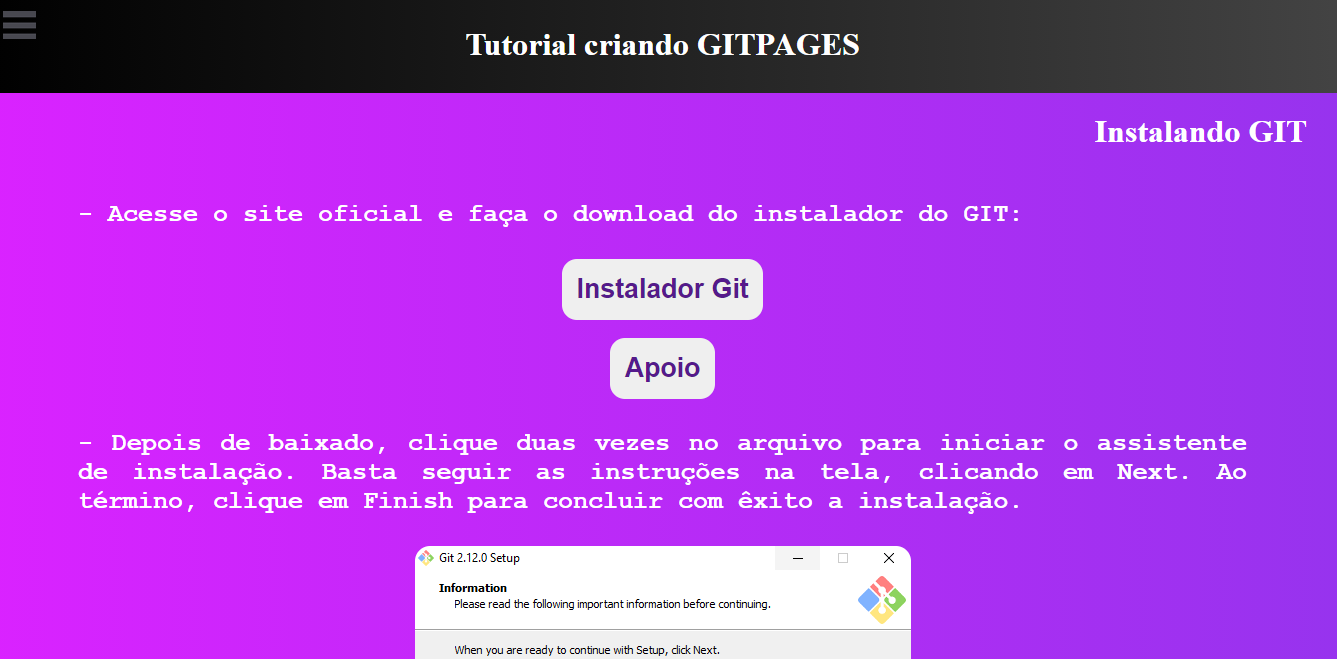 Tutorial criando GITPAGES
Instalando GIT
- Acesse o site oficial e faça o download do instalador do GIT:
Instalador Git
Apoio
- Depois de baixado, clique duas vezes no arquivo para iniciar o assistente
de instalação. Basta seguir as instruções na tela, clicando em Next. Ao
término, clique em Finish para concluir com êxito a instalação.
Git 2.12.0 Setup
Information
Please read the following important information before continuing.
When you are ready to continue with Setup, click Next.